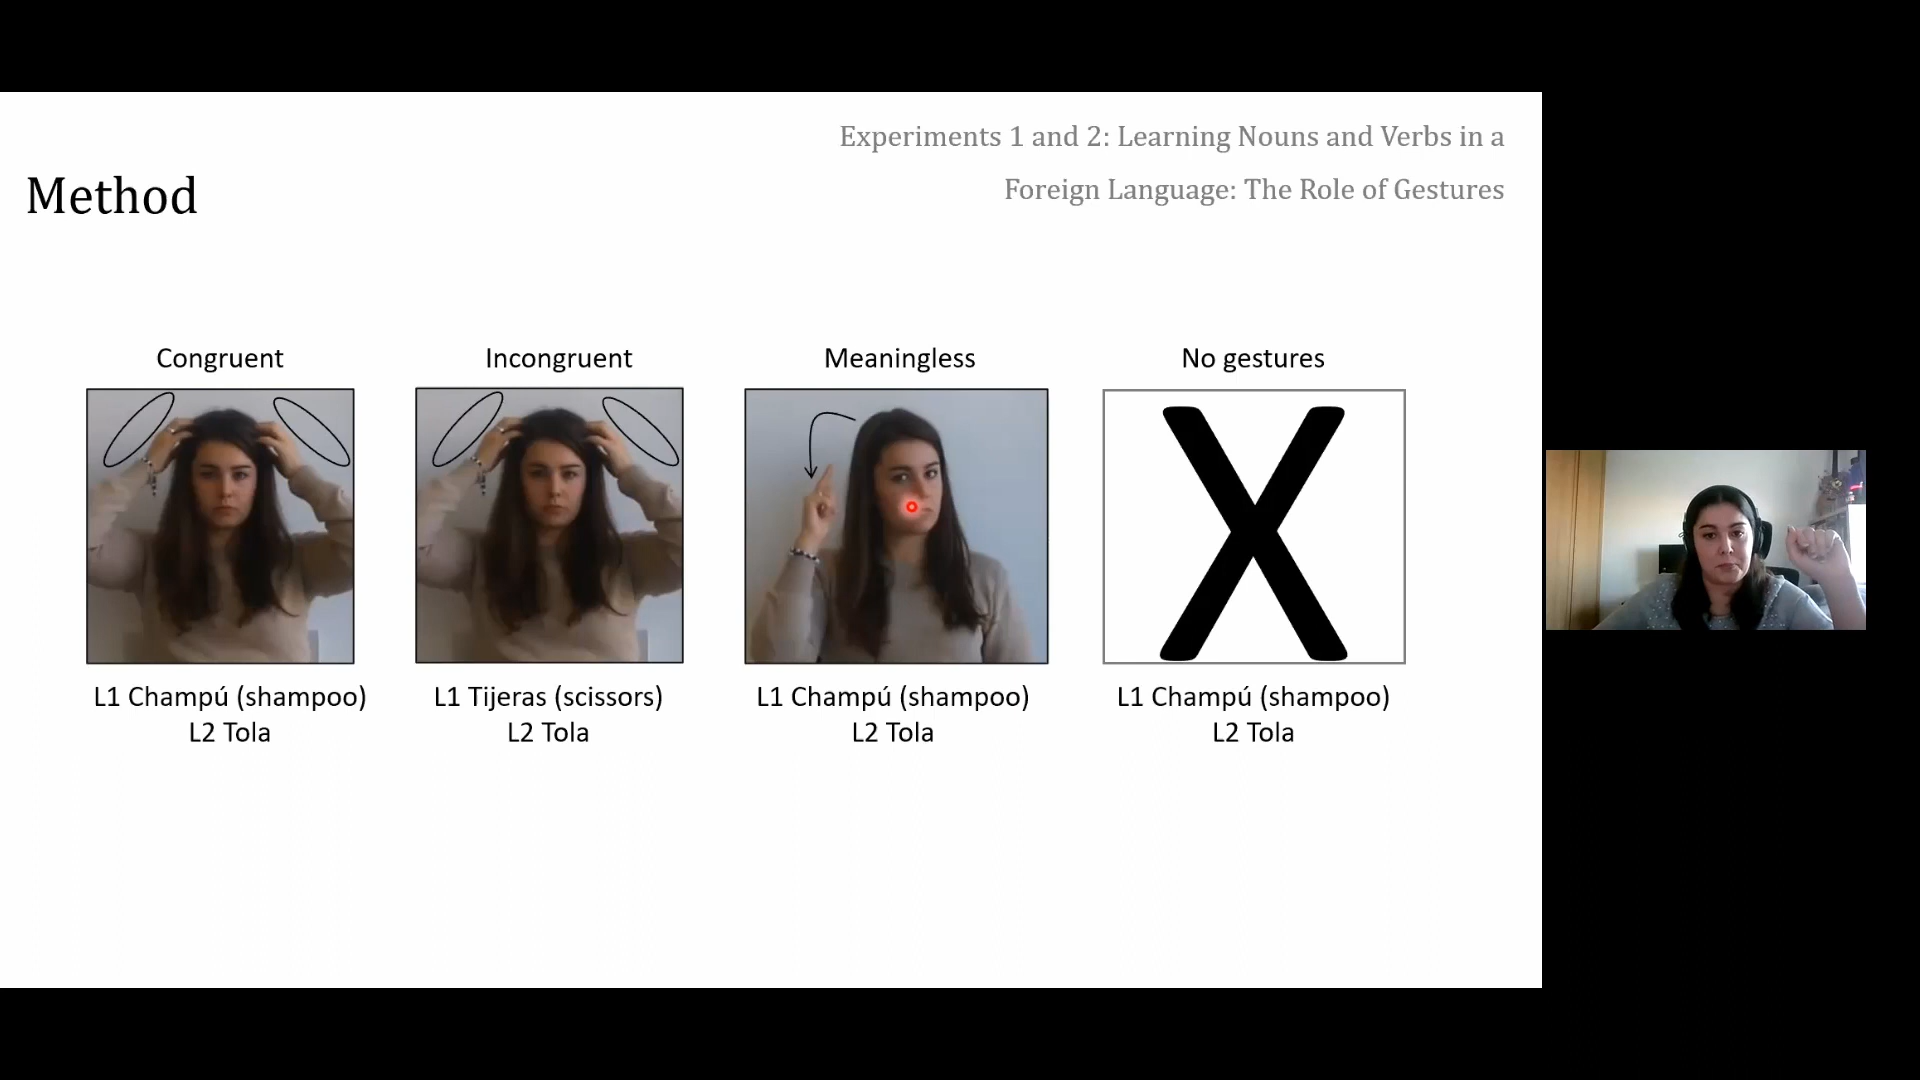 Experiments 1 and 2: Learning Nouns and Verbs in a
Foreign Language: The Role of Gestures
Method
Congruent
Incongruent
Meaningless
No gestures
X
L1 Champú (shampoo)
L2 Tola
L1 Tijeras (scissors)
L2 Tola
L1 Champú (shampoo)
L2 Tola
L1 Champú (shampoo)
L2 Tola